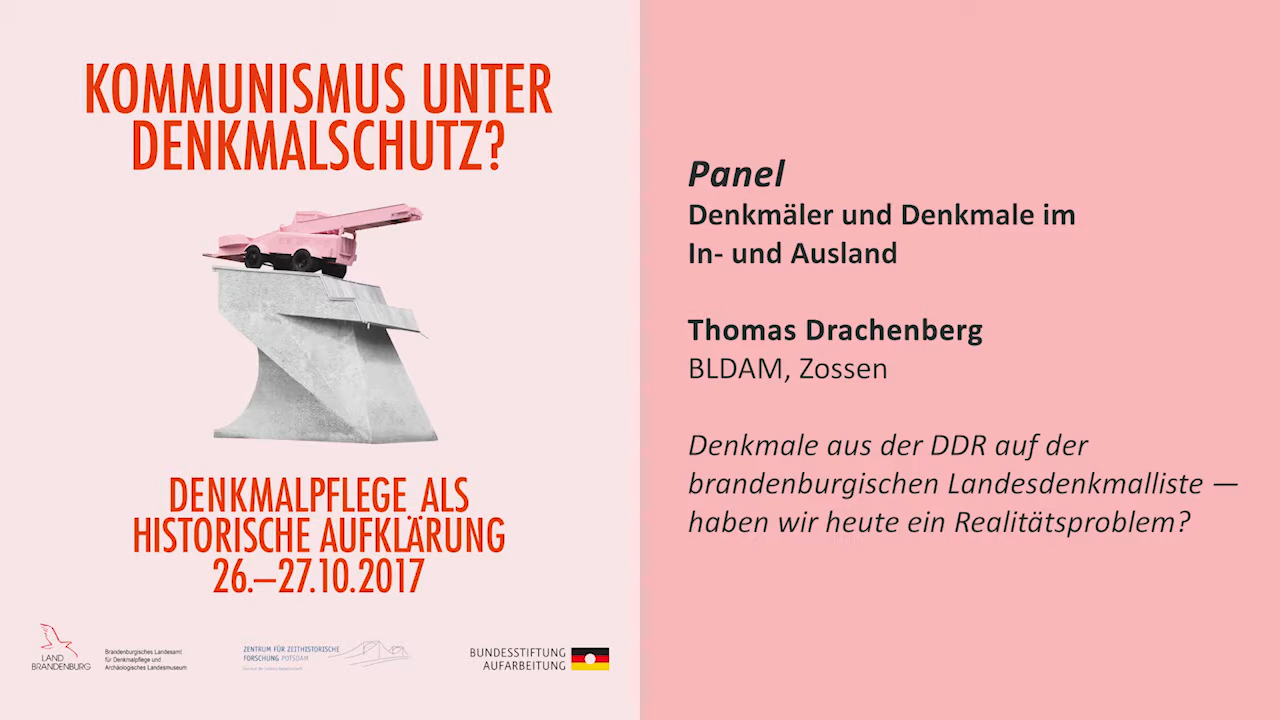 KOMMUNISMUS UNTER
DENKMALSCHUTZ?
DENKMALPFLEGE ALS
HISTORISCHE AUFKLÄRUNG
26.–27.10.2017
LAND
BRANDENBURG
Brandenburgisches Landesamt
für Denkmalpflege und
Archäologisches Landesmuseum
ZENTRUM FÜR ZEITHISTORISCHE
FORSCHUNG POTSDAM
BUNDESSTIFTUNG
AUFARBEITUNG
Panel
Denkmäler und Denkmale im
In- und Ausland
Thomas Drachenberg
BLDAM, Zossen
Denkmale aus der DDR auf der
brandenburgischen Landesdenkmalliste —
haben wir heute ein Realitätsproblem?